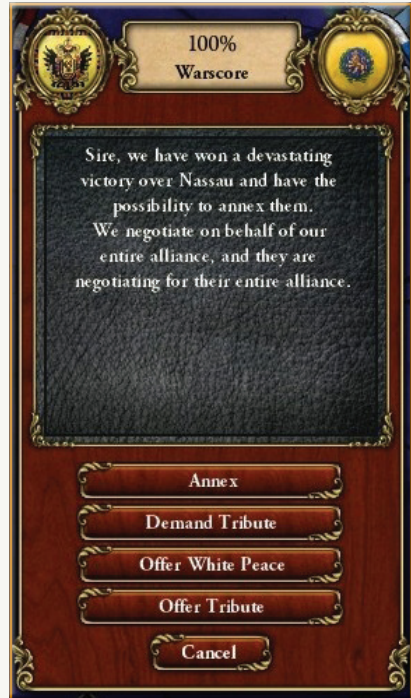 100%
Warscore
Sire, we have won a devastating
victory over Nassau and have the
possibility to annex them.
We negotiate on behalf of our
entire alliance, and they are
negotiating for their entire alliance.
Annex
Demand Tribute
Offer White Peace
Offer Tribute
Cancel